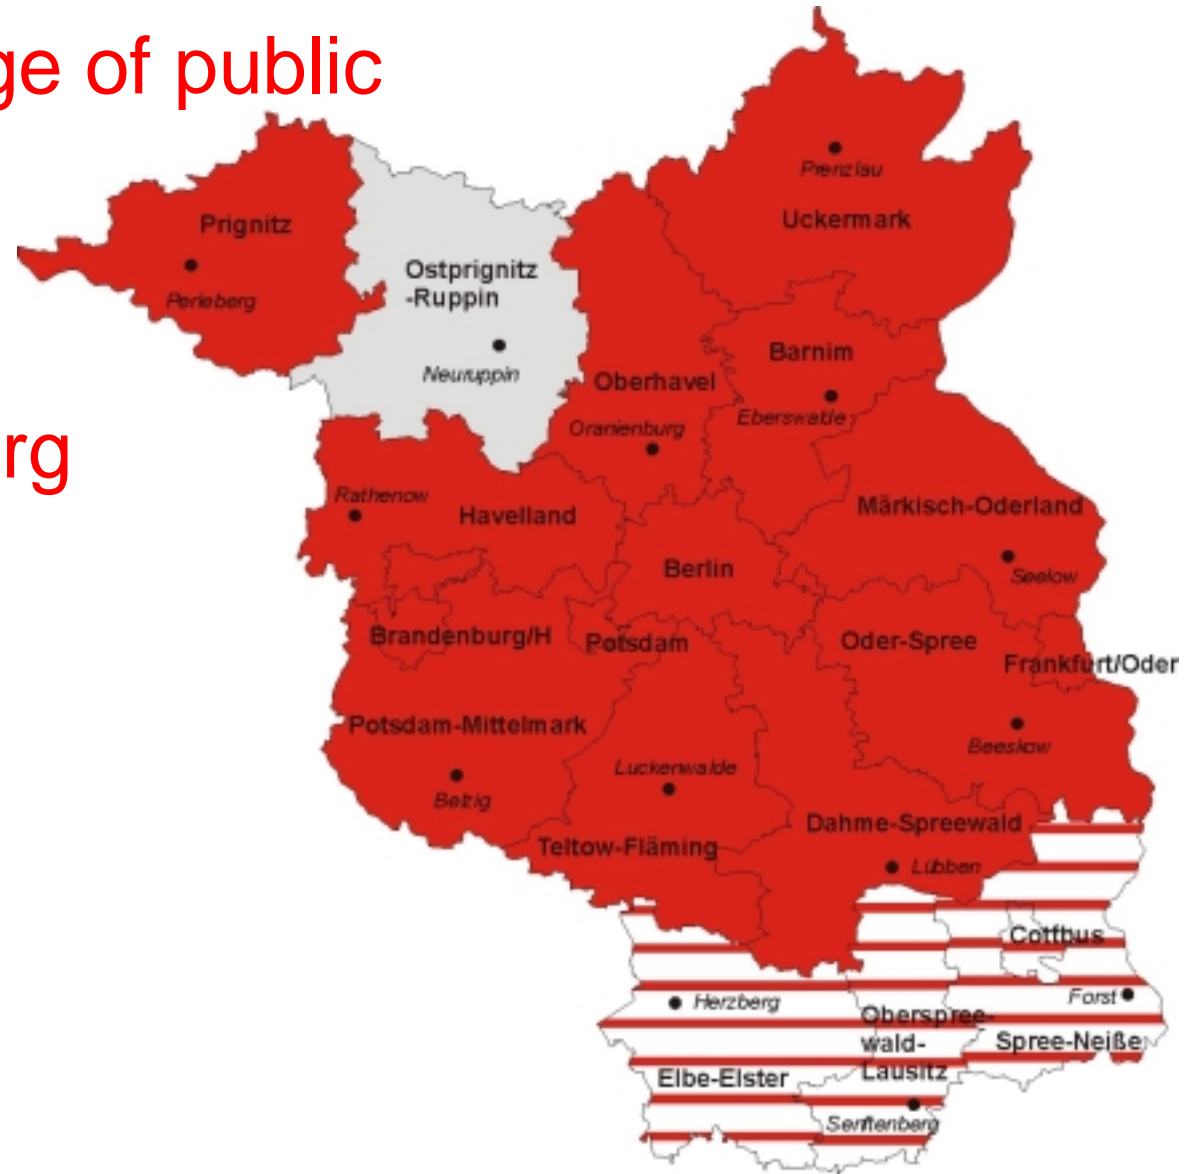 ge of public
Prenzlau
Uckermark
Prignitz
Perleberg
Ostprignitz
-Ruppin
Neuruppin
Barnim
Eberswalde
Oberhavel
Oranienburg
rg
Rathenow
Havelland
Märkisch-Oderland
Seelow
Berlin
Brandenburg/H
Potsdam
Oder-Spree
Frankfurt/Oder
Potsdam-Mittelmark
Belzig
Beeskow
Luckenwalde
Teltow-Fläming
Dahme-Spreewald
Lübben
Cottbus
Herzberg
Forst
Oberspree-
wald-
Lausitz
Spree-Neiße
Elbe-Elster
Senftenberg